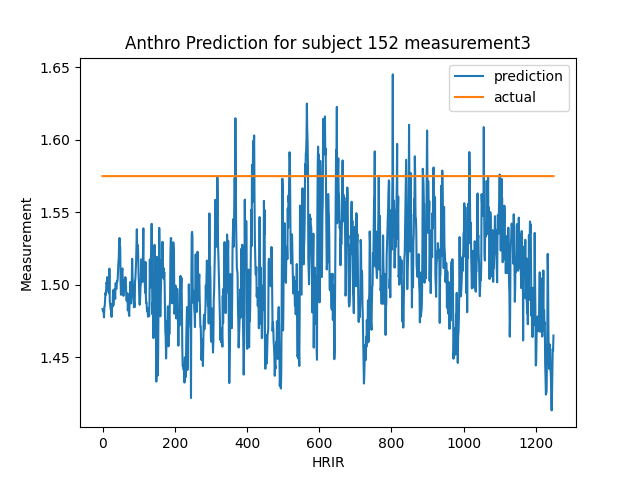 Anthro Prediction for subject 152 measurement3
prediction
actual
Measurement
1.65
1.60
1.55
1.50
1.45
0 200 400 600 800 1000 1200
HRIR